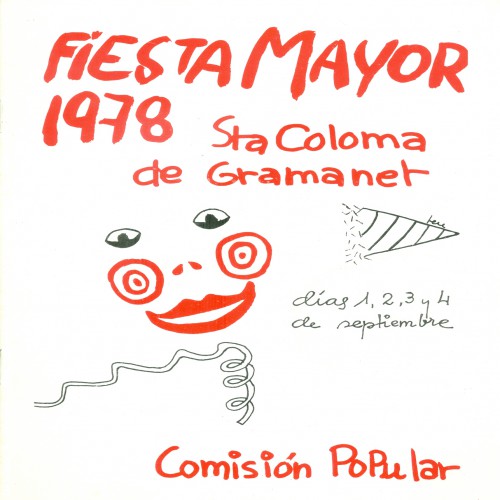 FiESTA MAYOR
1978 Sta Coloma
de Gramanet
días 1, 2, 3 y 4
de septiembre
Comisión PoPular